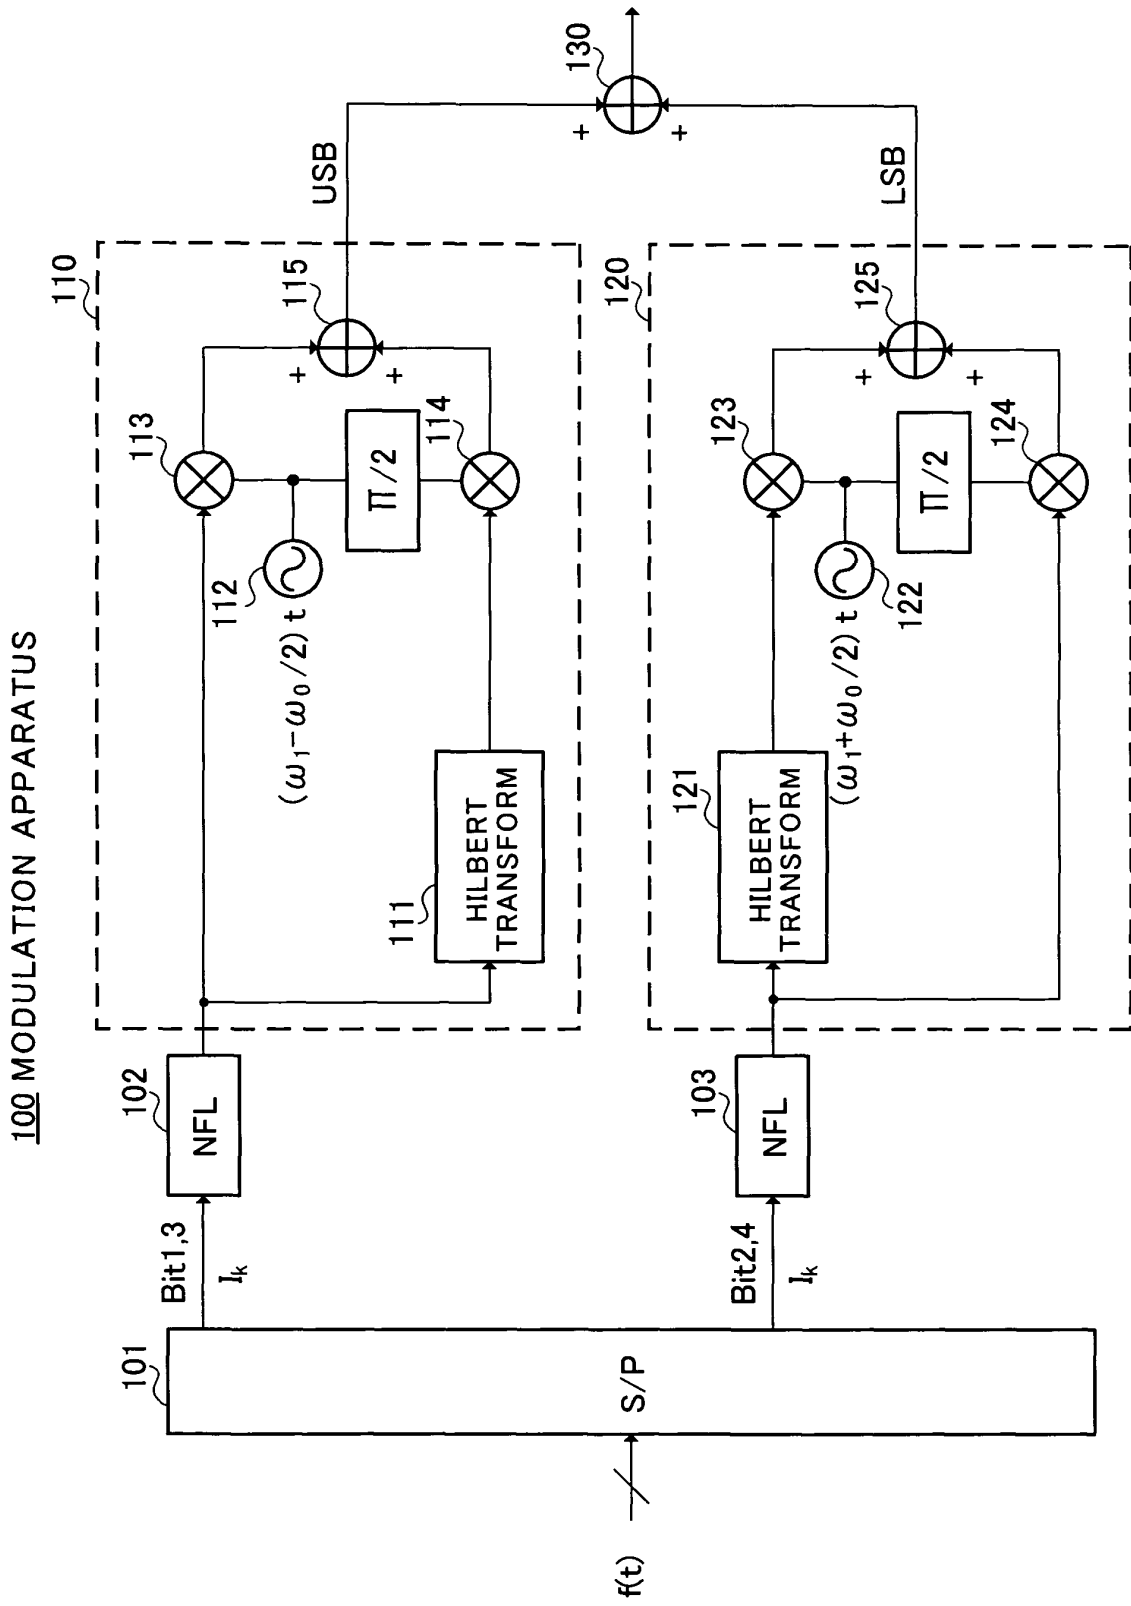 100 MODULATION APPARATUS
f(t)
101
S/P
Bit1,3
Iₖ
102
NFL
110
111
HILBERT
TRANSFORM
112
(ω₁−ω₀/2) t
113
π/2
114
115
+
+
USB
Bit2,4
Iₖ
103
NFL
120
121
HILBERT
TRANSFORM
122
(ω₁+ω₀/2) t
123
π/2
124
125
+
+
LSB
130
+
+